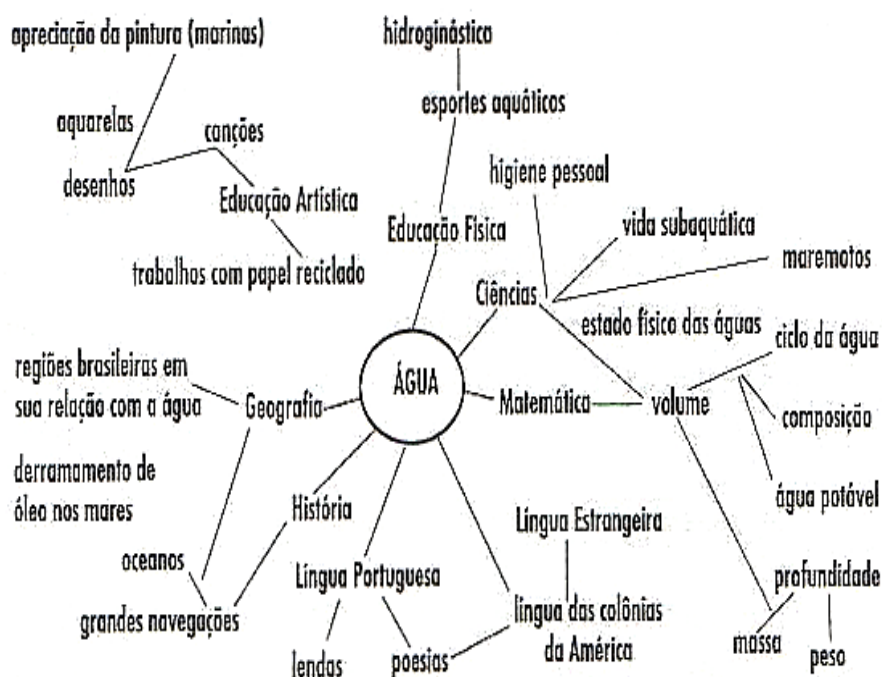 apreciação da pintura (marinas)
hidroginástica
esportes aquáticos
aquarelas
canções
desenhos
higiene pessoal
Educação Artística
Educação Física
vida subaquática
trabalhos com papel reciclado
maremotos
Ciências
estado físico das águas
ciclo da água
regiões brasileiras em
sua relação com a água
Geografia
ÁGUA
Matemática
volume
composição
derramamento de
óleo nos mares
História
Língua Estrangeira
água potável
oceanos
Língua Portuguesa
profundidade
grandes navegações
língua das colônias
da América
lendas
poesias
massa
peso